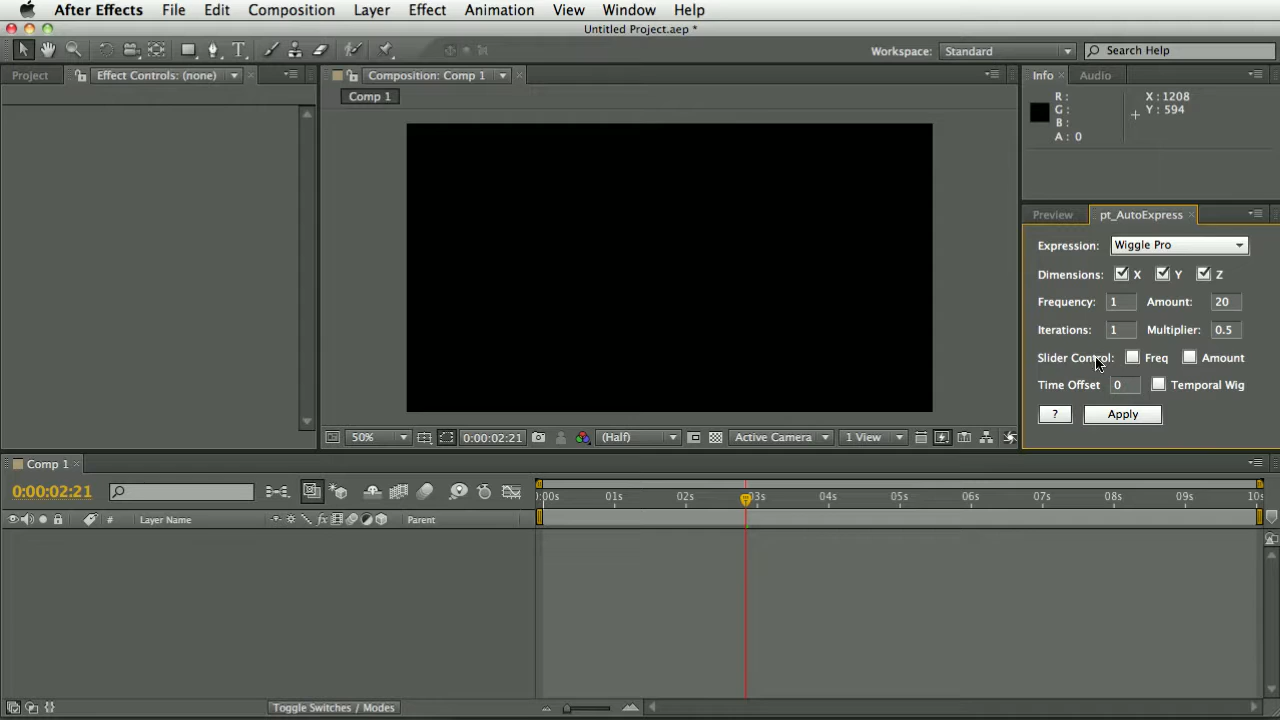 After Effects File Edit Composition Layer Effect Animation View Window Help
Untitled Project.aep *
Workspace: Standard Search Help
Project Effect Controls: (none)
Composition: Comp 1
Comp 1
Info Audio
R:
G:
B:
A: 0
X: 1208
Y: 594
Preview pt_AutoExpress
Expression: Wiggle Pro
Dimensions: X Y Z
Frequency: 1 Amount: 20
Iterations: 1 Multiplier: 0.5
Slider Control: Freq Amount
Time Offset 0 Temporal Wig
? Apply
50% 0:00:02:21 (Half) Active Camera 1 View
Comp 1
0:00:02:21
:00s 01s 02s 03s 04s 05s 06s 07s 08s 09s 10s
# Layer Name fx Parent
Toggle Switches / Modes